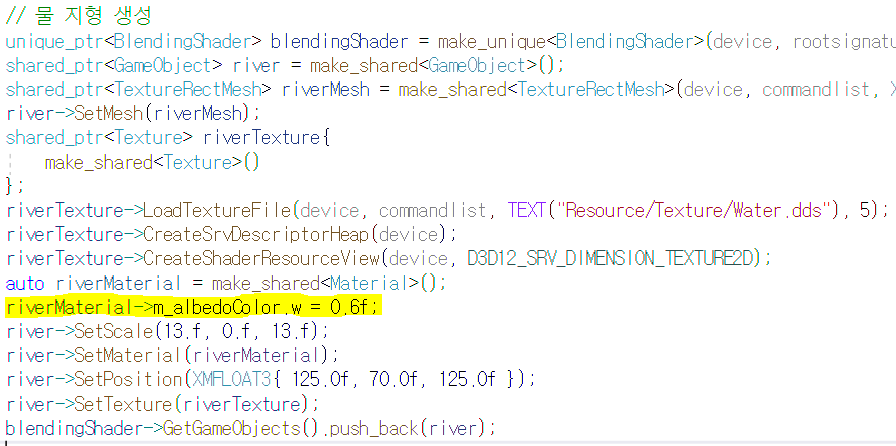 // 물 지형 생성
unique_ptr<BlendingShader> blendingShader = make_unique<BlendingShader>(device, rootsignatu
shared_ptr<GameObject> river = make_shared<GameObject>();
shared_ptr<TextureRectMesh> riverMesh = make_shared<TextureRectMesh>(device, commandlist, X
river->SetMesh(riverMesh);
shared_ptr<Texture> riverTexture{
make_shared<Texture>()
};
riverTexture->LoadTextureFile(device, commandlist, TEXT("Resource/Texture/Water.dds"), 5);
riverTexture->CreateSrvDescriptorHeap(device);
riverTexture->CreateShaderResourceView(device, D3D12_SRV_DIMENSION_TEXTURE2D);
auto riverMaterial = make_shared<Material>();
riverMaterial->m_albedoColor.w = 0.6f;
river->SetScale(13.f, 0.f, 13.f);
river->SetMaterial(riverMaterial);
river->SetPosition(XMFLOAT3{ 125.0f, 70.0f, 125.0f });
river->SetTexture(riverTexture);
blendingShader->GetGameObjects().push_back(river);